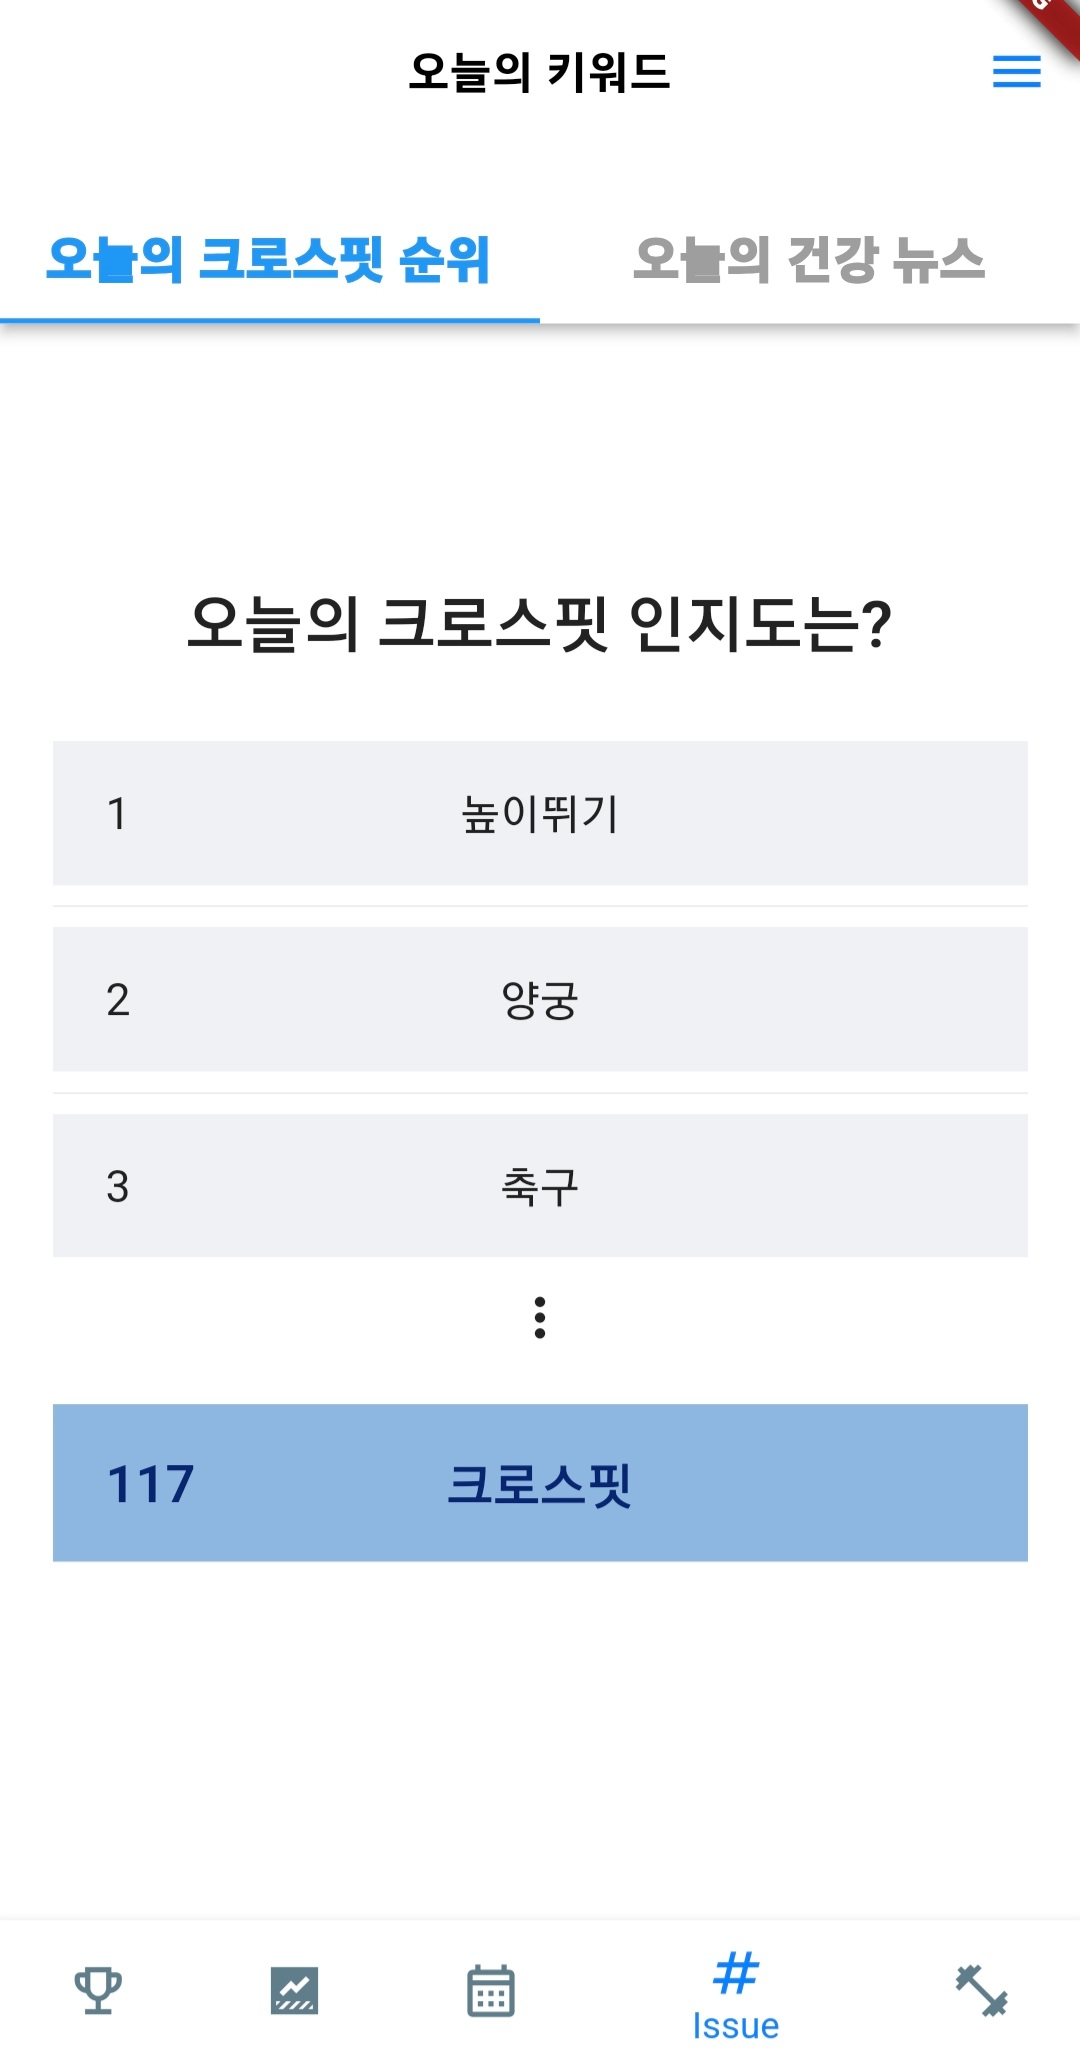 오늘의 키워드
오늘의 크로스핏 순위
오늘의 건강 뉴스
오늘의 크로스핏 인지도는?
1 높이뛰기
2 양궁
3 축구
117 크로스핏
# Issue